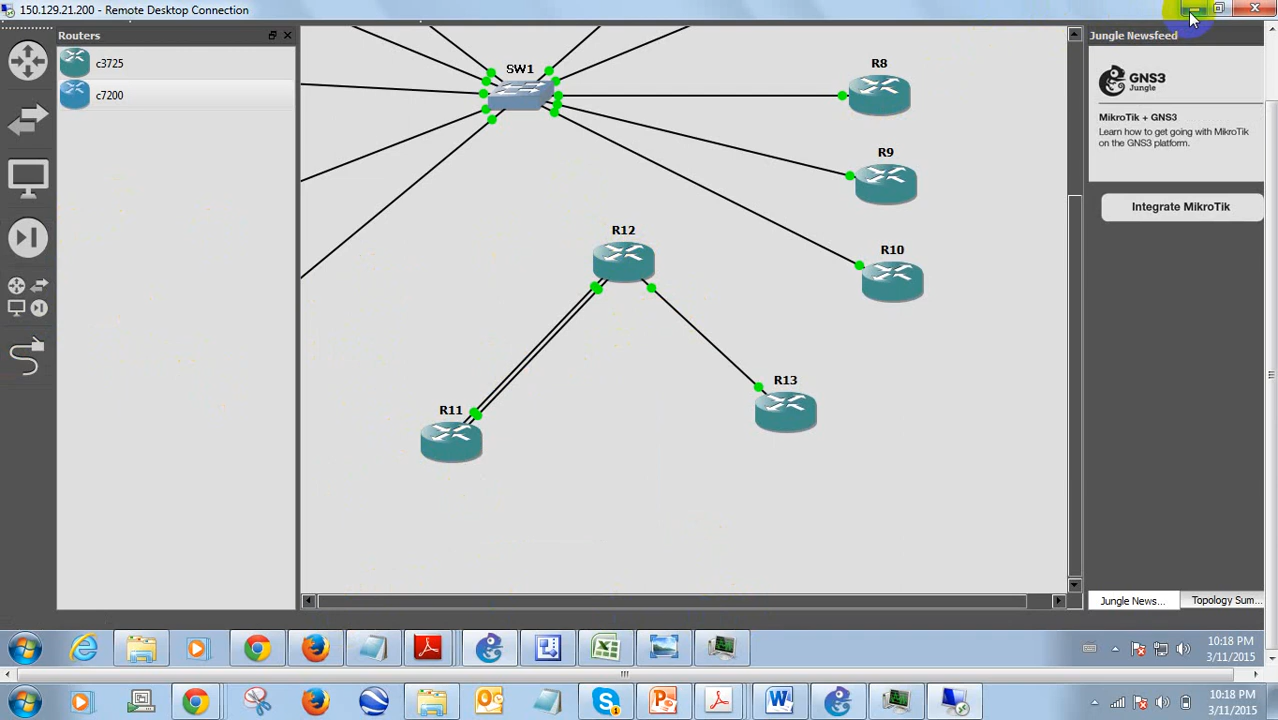 150.129.21.200 - Remote Desktop Connection
Routers
c3725
c7200
SW1
R8
R9
R10
R12
R13
R11
Jungle Newsfeed
GNS3
Jungle
MikroTik + GNS3
Learn how to get going with MikroTik
on the GNS3 platform.
Integrate MikroTik
Jungle News...
Topology Sum...
10:18 PM
3/11/2015
10:18 PM
3/11/2015